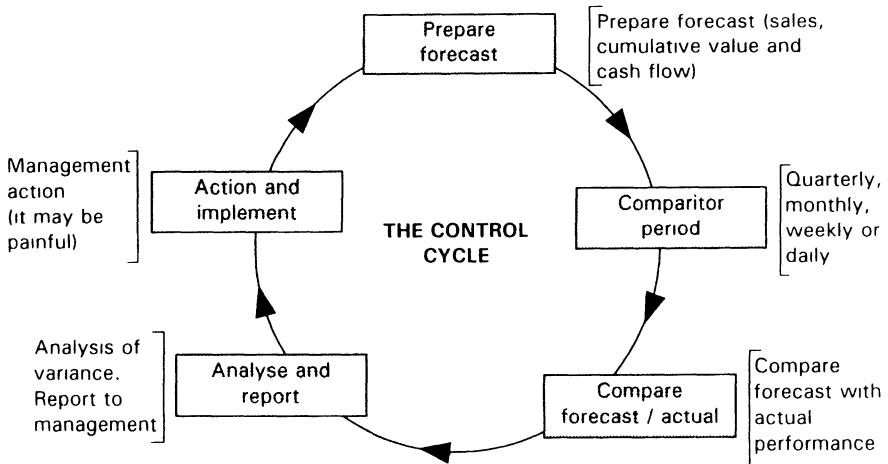 Prepare
forecast
Prepare forecast (sales,
cumulative value and
cash flow)
Comparitor
period
Quarterly,
monthly,
weekly or
daily
Compare
forecast / actual
Compare
forecast with
actual
performance
Analyse and
report
Analysis of
variance.
Report to
management
Action and
implement
Management
action
(it may be
painful)
THE CONTROL
CYCLE